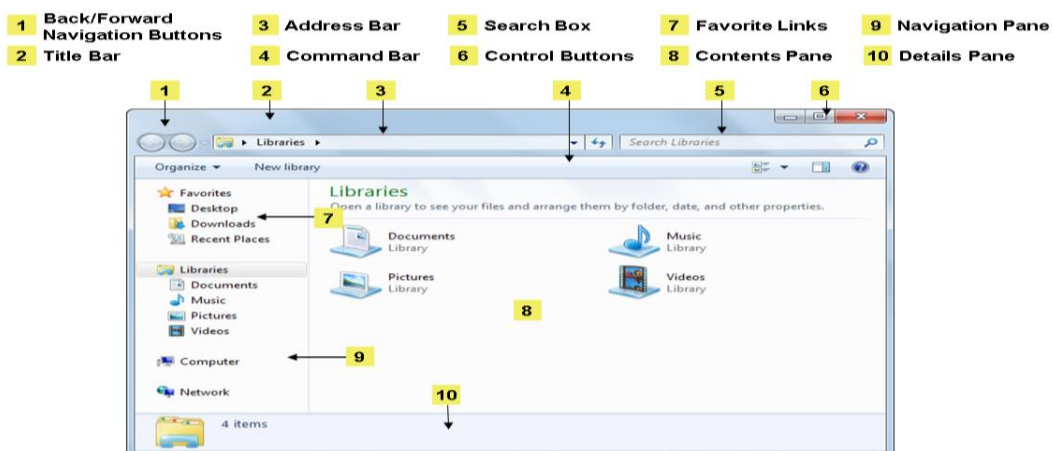 1 Back/Forward
Navigation Buttons
3 Address Bar
5 Search Box
7 Favorite Links
9 Navigation Pane
2 Title Bar
4 Command Bar
6 Control Buttons
8 Contents Pane
10 Details Pane
1 2 3 4 5 6
Libraries
Search Libraries
Organize New library
Favorites
Desktop
Downloads
Recent Places
7
Libraries
Open a library to see your files and arrange them by folder, date, and other properties.
Documents
Library
Music
Library
Pictures
Library
Videos
Library
8
Libraries
Documents
Music
Pictures
Videos
Computer
9
Network
10
4 items